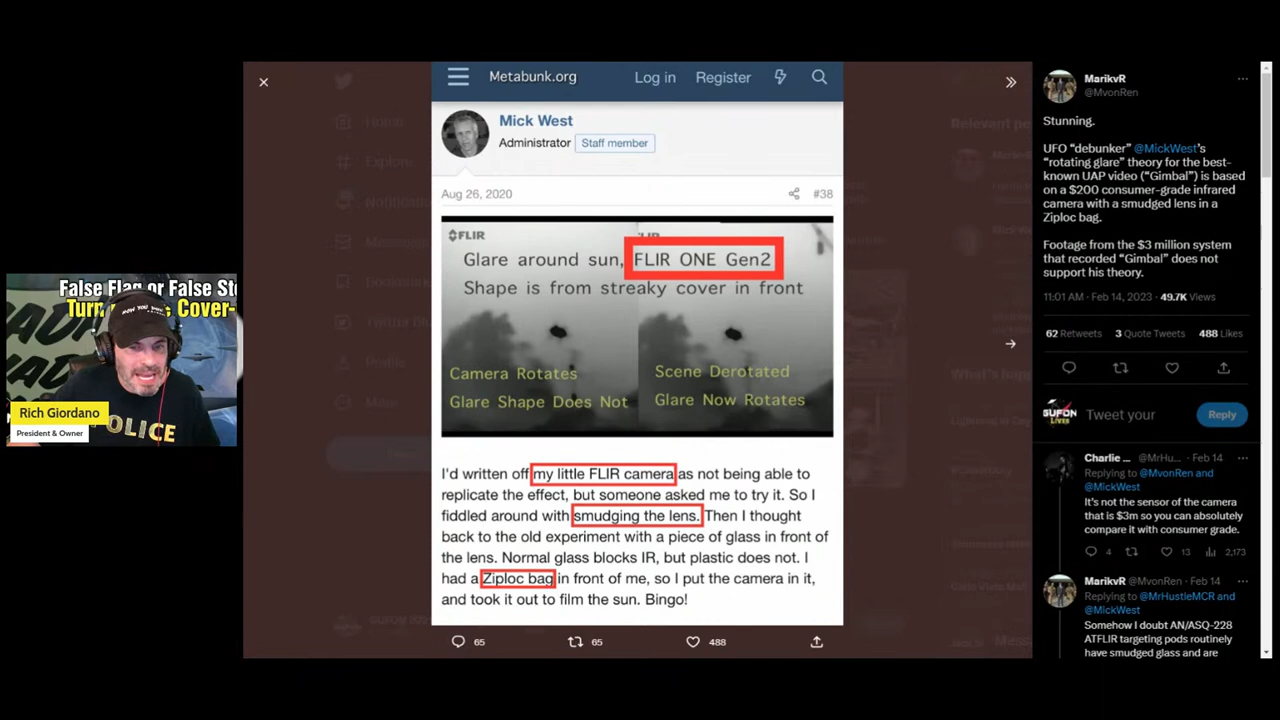 False Flag or False St
Turn Cover-
HOW YOU DOIN
POLICE
Rich Giordano
President & Owner
Metabunk.org
Log in
Register
Mick West
Administrator
Staff member
Aug 26, 2020
#38
FLIR
Glare around sun, FLIR ONE Gen2
Shape is from streaky cover in front
Camera Rotates
Glare Shape Does Not
Scene Derotated
Glare Now Rotates
I'd written off my little FLIR camera as not being able to
replicate the effect, but someone asked me to try it. So I
fiddled around with smudging the lens. Then I thought
back to the old experiment with a piece of glass in front of
the lens. Normal glass blocks IR, but plastic does not. I
had a Ziploc bag in front of me, so I put the camera in it,
and took it out to film the sun. Bingo!
65
65
488
MarikvR
@MvonRen
Stunning.
UFO “debunker” @MickWest's
“rotating glare” theory for the best-
known UAP video (“Gimbal”) is based
on a $200 consumer-grade infrared
camera with a smudged lens in a
Ziploc bag.
Footage from the $3 million system
that recorded “Gimbal” does not
support his theory.
11:01 AM - Feb 14, 2023 - 49.7K Views
62 Retweets 3 Quote Tweets 488 Likes
GUFON
LIVES
Tweet your
Reply
Charlie ... @MrHu... · Feb 14
Replying to @MvonRen and
@MickWest
It's not the sensor of the camera
that is $3m so you can absolutely
compare it with consumer grade.
4
13
2,173
MarikvR @MvonRen · Feb 14
Replying to @MrHustleMCR and
@MickWest
Somehow I doubt AN/ASQ-228
ATFLIR targeting pods routinely
have smudged glass and are